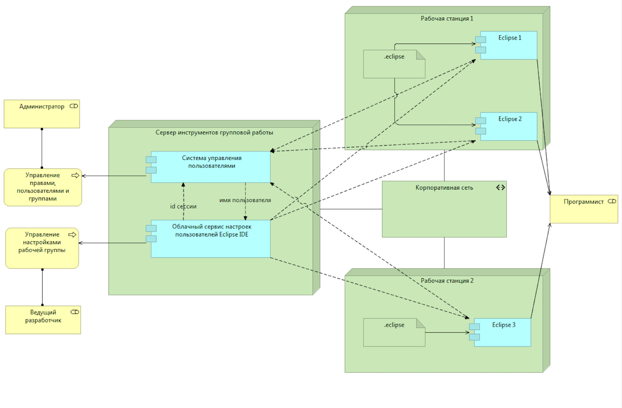 Рабочая станция 1
Eclipse 1
.eclipse
Администратор
Eclipse 2
Сервер инструментов групповой работы
Система управления
пользователями
Управление
правами,
пользователями и
группами
Корпоративная сеть
id сессии
имя пользователя
Программист
Облачный сервис настроек
пользователей Eclipse IDE
Управление
настройками
рабочей группы
Рабочая станция 2
Ведущий
разработчик
.eclipse
Eclipse 3